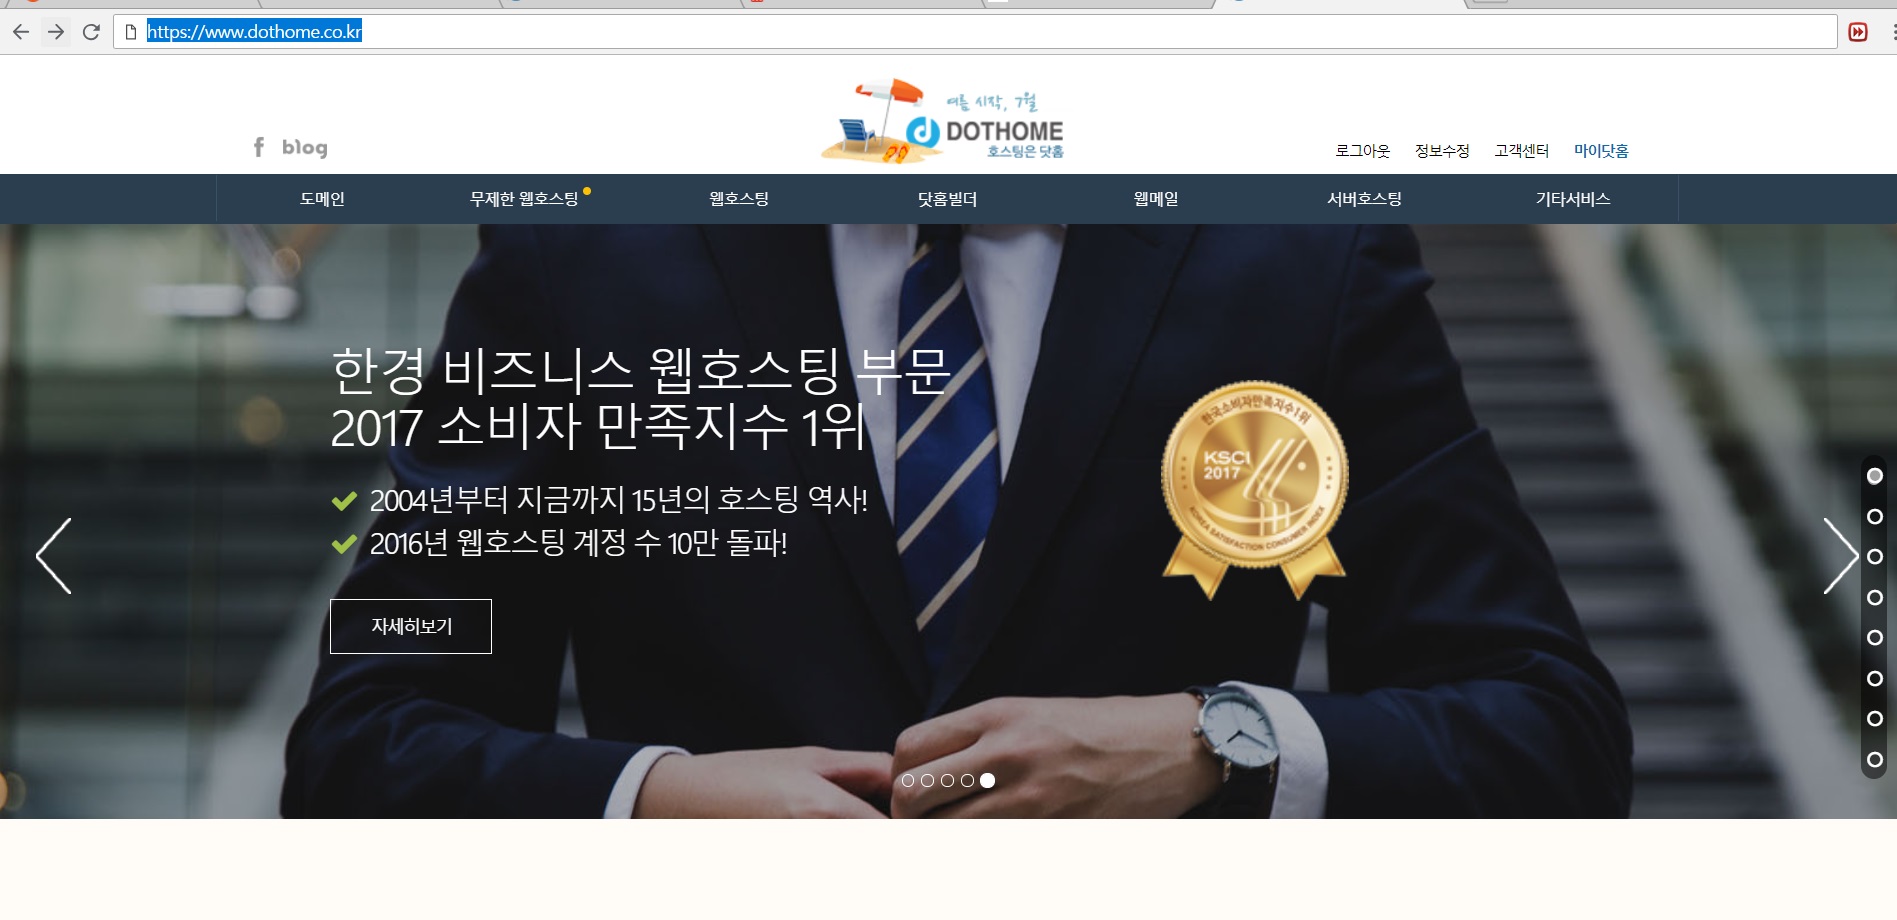 https://www.dothome.co.kr
여름 시작, 7월
DOTHOME
호스팅은 닷홈
f blog
로그아웃 정보수정 고객센터 마이닷홈
도메인 무제한 웹호스팅 웹호스팅 닷홈빌더 웹메일 서버호스팅 기타서비스
한경 비즈니스 웹호스팅 부문
2017 소비자 만족지수 1위
2004년부터 지금까지 15년의 호스팅 역사!
2016년 웹호스팅 계정 수 10만 돌파!
자세히보기
한국소비자만족지수1위
KSCI
2017
KOREA SATISFACTION CONSUMER INDEX